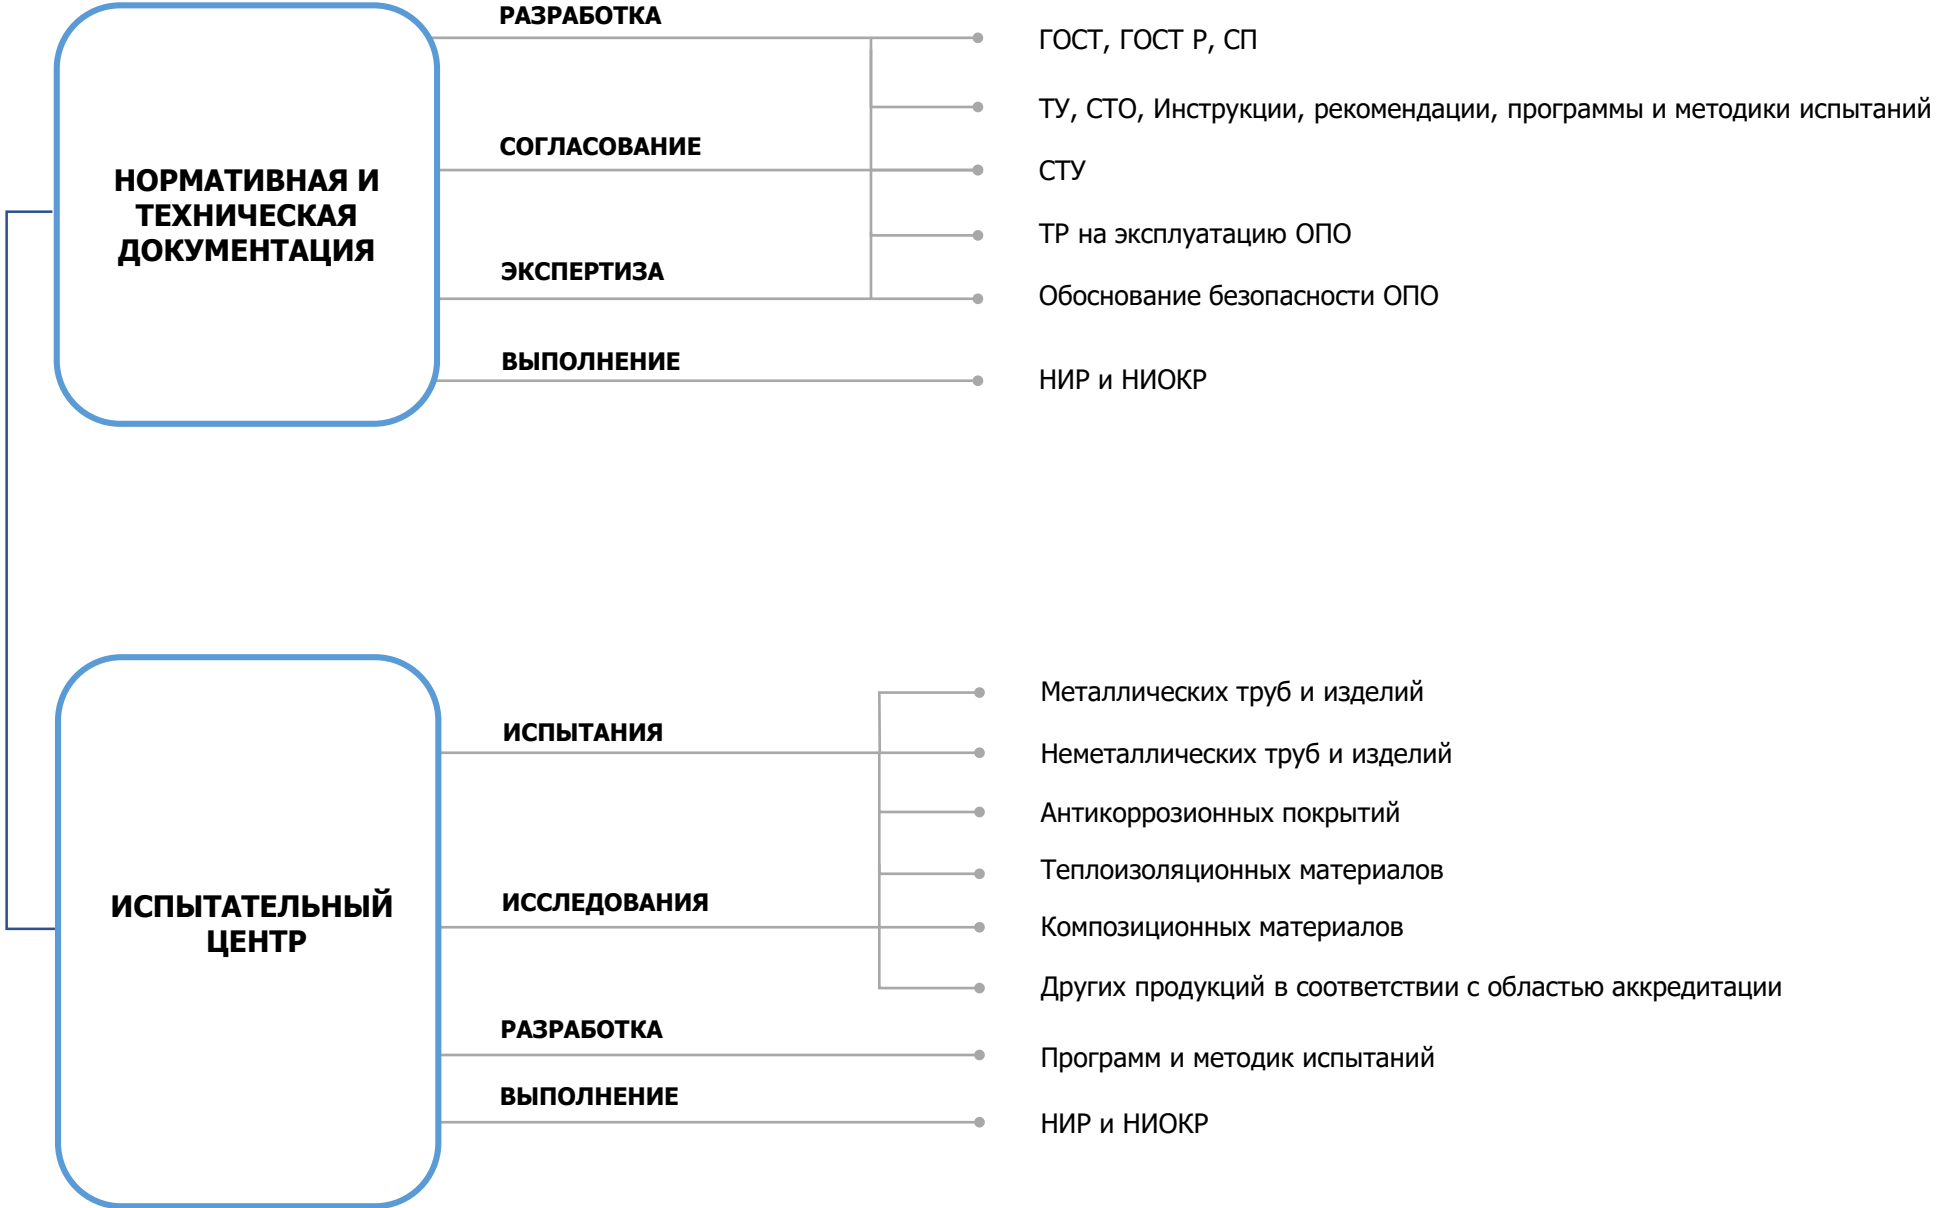 НОРМАТИВНАЯ И
ТЕХНИЧЕСКАЯ
ДОКУМЕНТАЦИЯ
РАЗРАБОТКА
СОГЛАСОВАНИЕ
ЭКСПЕРТИЗА
ВЫПОЛНЕНИЕ
ГОСТ, ГОСТ Р, СП
ТУ, СТО, Инструкции, рекомендации, программы и методики испытаний
СТУ
ТР на эксплуатацию ОПО
Обоснование безопасности ОПО
НИР и НИОКР
ИСПЫТАТЕЛЬНЫЙ
ЦЕНТР
ИСПЫТАНИЯ
ИССЛЕДОВАНИЯ
РАЗРАБОТКА
ВЫПОЛНЕНИЕ
Металлических труб и изделий
Неметаллических труб и изделий
Антикоррозионных покрытий
Теплоизоляционных материалов
Композиционных материалов
Других продукций в соответствии с областью аккредитации
Программ и методик испытаний
НИР и НИОКР